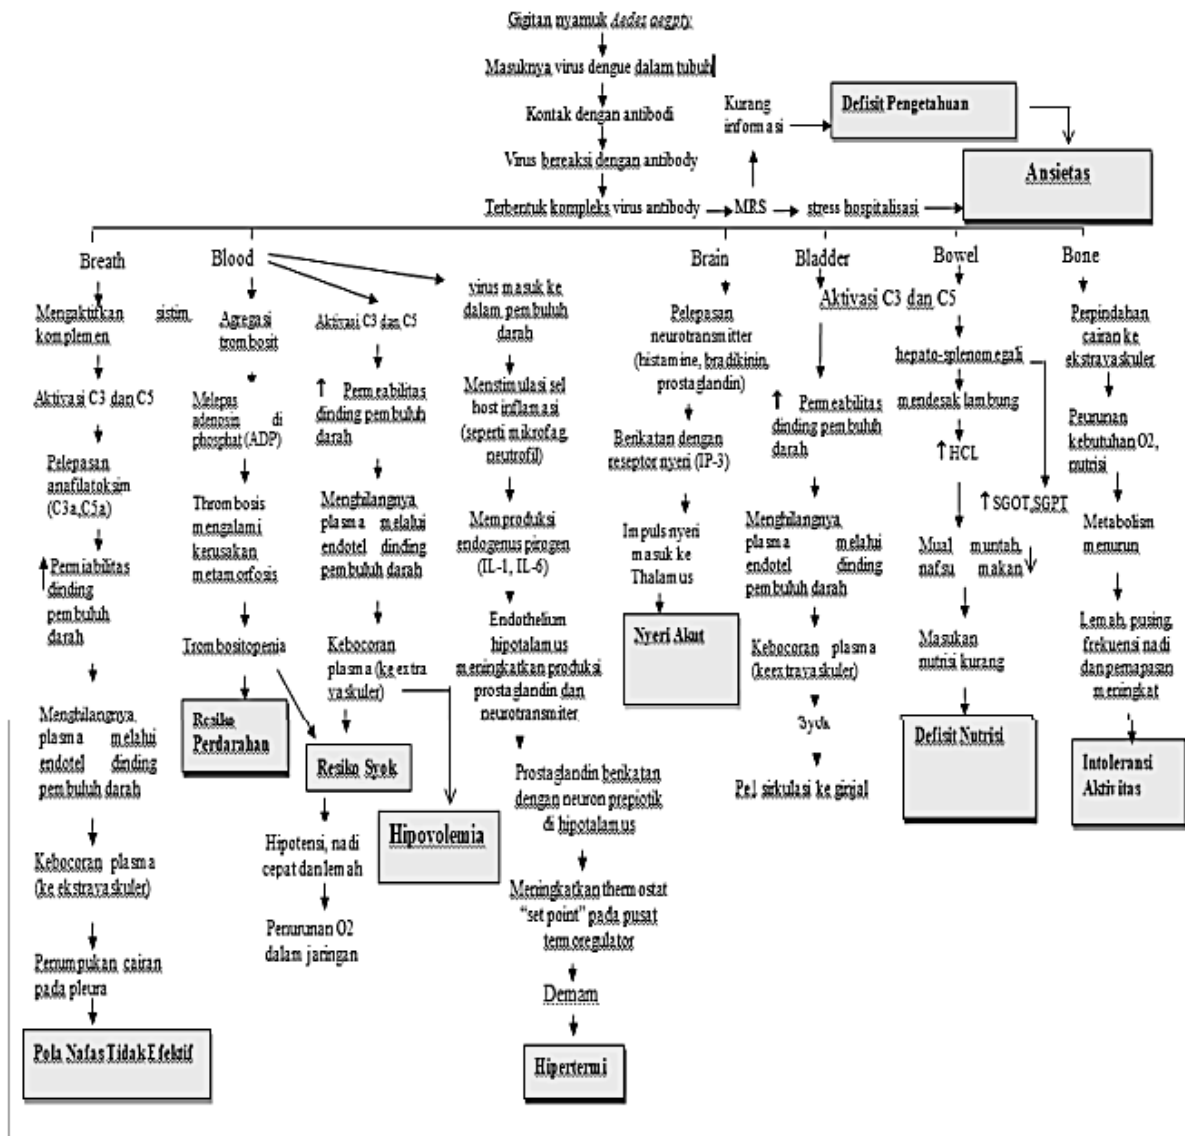 Gigitan nyamuk Aedes aegpty
Masuknya virus dengue dalam tubuh
Kontak dengan antibodi
Virus bereaksi dengan antibody
Terbentuk kompleks virus antibody
MRS
stress hospitalisasi
Kurang
informasi
Defisit Pengetahuan
Ansietas
Breath
Mengaktifkan sistim
komplemen
Aktivasi C3 dan C5
Pelepasan
anafilatoksim
(C3a,C5a)
↑ Permiabilitas
dinding
pembuluh
darah
Menghilangnya
plasma melalui
endotel dinding
pembuluh darah
Kebocoran plasma
(ke ekstravaskuler)
Penumpukan cairan
pada pleura
Pola Nafas Tidak Efektif
Blood
Agregasi
trombosit
Melepas
adenosin di
phosphat (ADP)
Thrombosis
mengalami
kerusakan
metamorfosis
Trombositopenia
Resiko
Perdarahan
Aktivasi C3 dan C5
↑ Permeabilitas
dinding pembuluh
darah
Menghilangnya
plasma melalui
endotel dinding
pembuluh darah
Kebocoran
plasma (ke extra
vaskuler)
Resiko Syok
Hipotensi, nadi
cepat dan lemah
Penurunan O2
dalam jaringan
Hipovolemia
virus masuk ke
dalam pembuluh
darah
Menstimulasi sel
host inflamasi
(seperti mikrofag,
neutrofil)
Memproduksi
endogenus pirogen
(IL-1, IL-6)
Endothelium
hipotalamus
meningkatkan produksi
prostaglandin dan
neurotransmiter
Prostaglandin berikatan
dengan neuron prepiotik
di hipotalamus
Meningkatkan thermostat
“set point” pada pusat
termoregulator
Demam
Hipertermi
Brain
Pelepasan
neurotransmitter
(histamine, bradikinin,
prostaglandin)
Berikatan dengan
reseptor nyeri (IP-3)
Impuls nyeri
masuk ke
Thalamus
Nyeri Akut
Bladder
Aktivasi C3 dan C5
↑ Permeabilitas
dinding pembuluh
darah
Menghilangnya
plasma melalui
endotel dinding
pembuluh darah
Kebocoran plasma
(ke extravaskuler)
Syok
Pe↓ sirkulasi ke ginjal
Bowel
hepato-splenomegali
mendesak lambung
↑ HCL
↑ SGOT,SGPT
Mual muntah,
nafsu makan ↓
Masukan
nutrisi kurang
Defisit Nutrisi
Bone
Perpindahan
cairan ke
ekstravaskuler
Peurunan
kebutuhan O2,
nutrisi
Metabolism
menurun
Lemah, pusing,
frekuensi nadi
dan pernapasan
meningkat
Intoleransi
Aktivitas